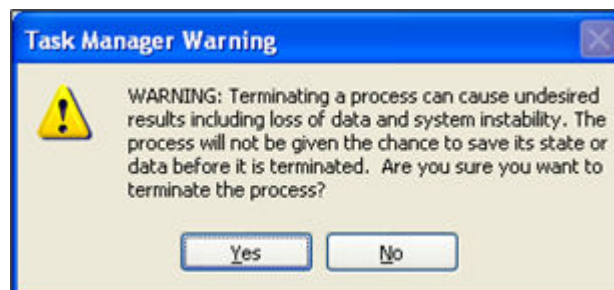 Task Manager Warning
WARNING: Terminating a process can cause undesired
results including loss of data and system instability. The
process will not be given the chance to save its state or
data before it is terminated.  Are you sure you want to
terminate the process?
Yes
No